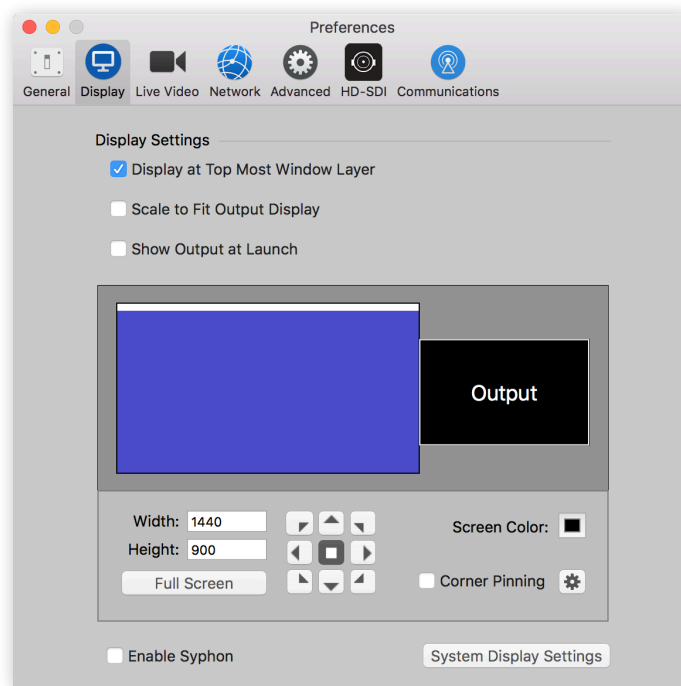 Preferences
General Display Live Video Network Advanced HD-SDI Communications
Display Settings
Display at Top Most Window Layer
Scale to Fit Output Display
Show Output at Launch
Output
Width: 1440
Screen Color:
Height: 900
Full Screen
Corner Pinning
Enable Syphon
System Display Settings